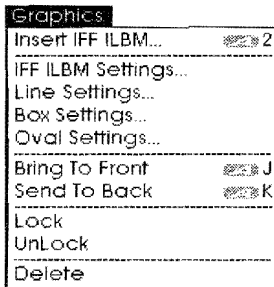 Graphics
Insert IFF ILBM... 2
IFF ILBM Settings...
Line Settings...
Box Settings...
Oval Settings...
Bring To Front J
Send To Back K
Lock
UnLock
Delete